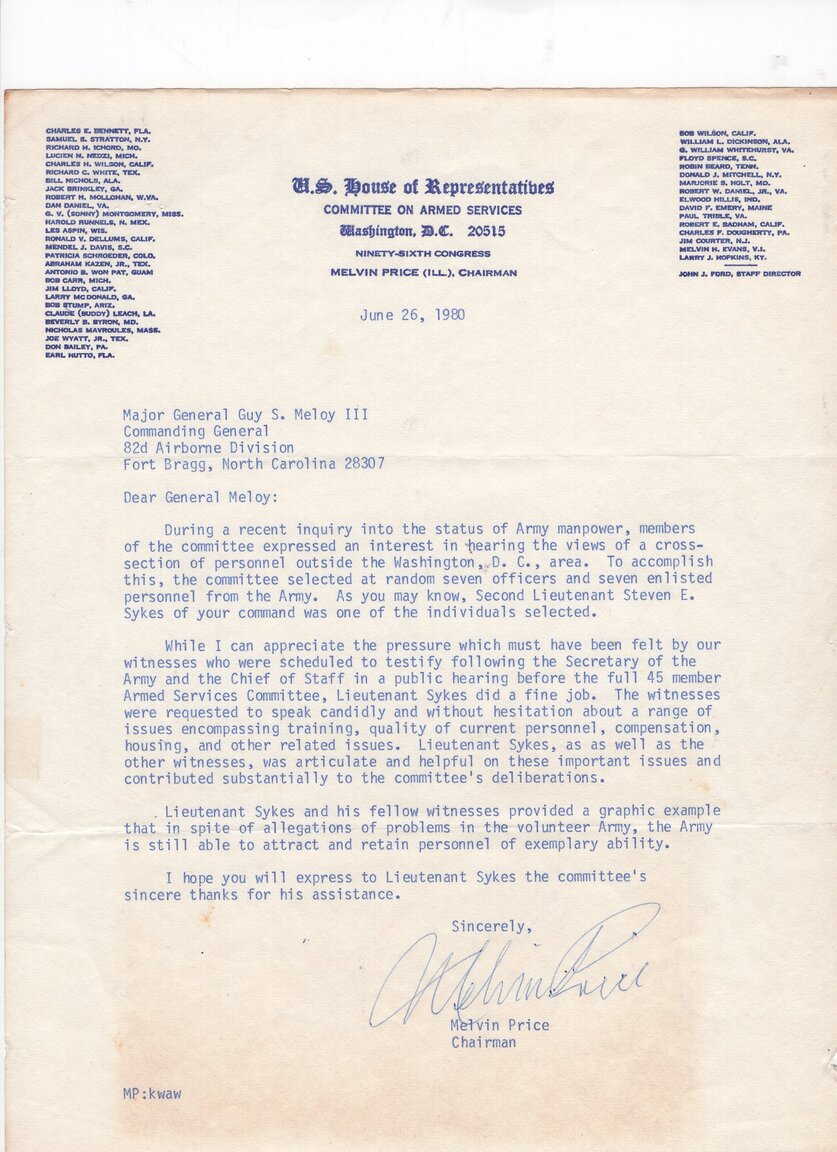 CHARLES E. BENNETT, FLA.
SAMUEL S. STRATTON, N.Y.
RICHARD H. ICHORD, MO.
LUCIEN N. NEDZI, MICH.
CHARLES H. WILSON, CALIF.
RICHARD C. WHITE, TEX.
BILL NICHOLS, ALA.
JACK BRINKLEY, GA.
ROBERT H. MOLLOHAN, W.VA.
DAN DANIEL, VA.
G. V. (SONNY) MONTGOMERY, MISS.
HAROLD RUNNELS, N. MEX.
LES ASPIN, WIS.
RONALD V. DELLUMS, CALIF.
MENDEL J. DAVIS, S.C.
PATRICIA SCHROEDER, COLO.
ABRAHAM KAZEN, JR., TEX.
ANTONIO B. WON PAT, GUAM
BOB CARR, MICH.
JIM LLOYD, CALIF.
LARRY MCDONALD, GA.
BOB STUMP, ARIZ.
CLAUDE (BUDDY) LEACH, LA.
BEVERLY B. BYRON, MD.
NICHOLAS MAVROULES, MASS.
JOE WYATT, JR., TEX.
DON BAILEY, PA.
EARL HUTTO, FLA.
U.S. House of Representatives
COMMITTEE ON ARMED SERVICES
Washington, D.C. 20515
NINETY-SIXTH CONGRESS
MELVIN PRICE (ILL.), CHAIRMAN
BOB WILSON, CALIF.
WILLIAM L. DICKINSON, ALA.
G. WILLIAM WHITEHURST, VA.
FLOYD SPENCE, S.C.
ROBIN BEARD, TENN.
DONALD J. MITCHELL, N.Y.
MARJORIE S. HOLT, MD.
ROBERT W. DANIEL, JR., VA.
ELWOOD HILLIS, IND.
DAVID F. EMERY, MAINE
PAUL TRIBLE, VA.
ROBERT E. BADHAM, CALIF.
CHARLES F. DOUGHERTY, PA.
JIM COURTER, N.J.
MELVIN H. EVANS, V.I.
LARRY J. HOPKINS, KY.
JOHN J. FORD, STAFF DIRECTOR
June 26, 1980
Major General Guy S. Meloy III
Commanding General
82d Airborne Division
Fort Bragg, North Carolina 28307
Dear General Meloy:
During a recent inquiry into the status of Army manpower, members
of the committee expressed an interest in hearing the views of a cross-
section of personnel outside the Washington, D. C., area. To accomplish
this, the committee selected at random seven officers and seven enlisted
personnel from the Army. As you may know, Second Lieutenant Steven E.
Sykes of your command was one of the individuals selected.
While I can appreciate the pressure which must have been felt by our
witnesses who were scheduled to testify following the Secretary of the
Army and the Chief of Staff in a public hearing before the full 45 member
Armed Services Committee, Lieutenant Sykes did a fine job. The witnesses
were requested to speak candidly and without hesitation about a range of
issues encompassing training, quality of current personnel, compensation,
housing, and other related issues. Lieutenant Sykes, as as well as the
other witnesses, was articulate and helpful on these important issues and
contributed substantially to the committee's deliberations.
Lieutenant Sykes and his fellow witnesses provided a graphic example
that in spite of allegations of problems in the volunteer Army, the Army
is still able to attract and retain personnel of exemplary ability.
I hope you will express to Lieutenant Sykes the committee's
sincere thanks for his assistance.
Sincerely,
Melvin Price
Melvin Price
Chairman
MP:kwaw